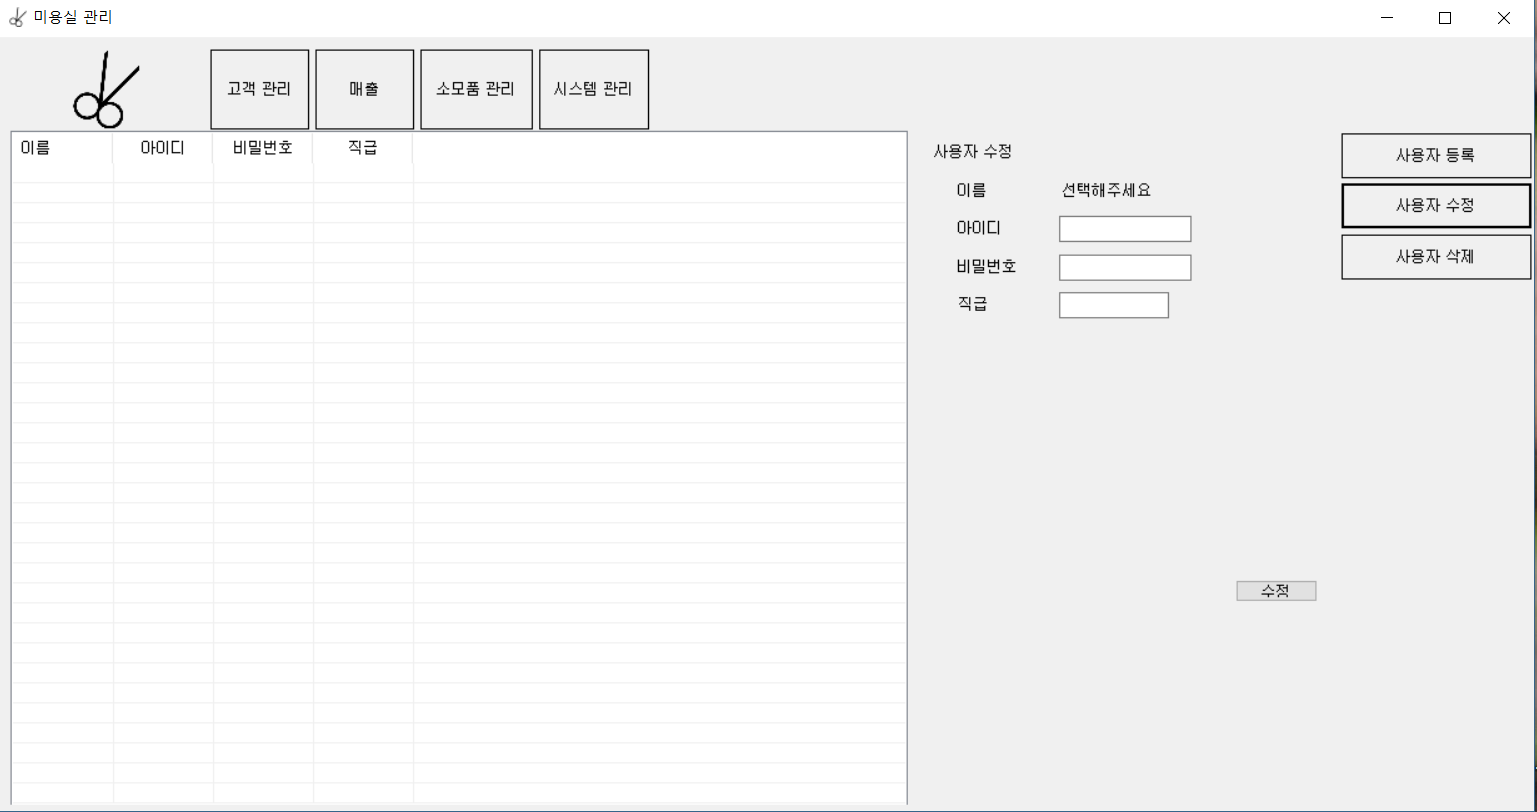 미용실 관리
고객 관리 매출 소모품 관리 시스템 관리
이름 아이디 비밀번호 직급
사용자 수정
이름 선택해주세요
아이디
비밀번호
직급
수정
사용자 등록
사용자 수정
사용자 삭제